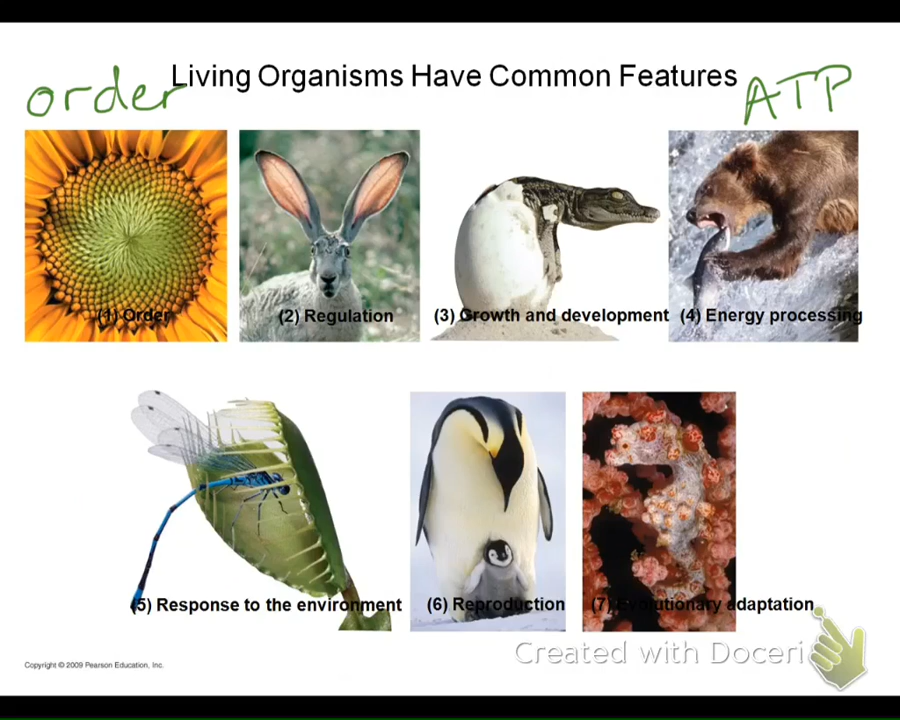 Living Organisms Have Common Features
order
ATP
(1) Order
(2) Regulation
(3) Growth and development
(4) Energy processing
(5) Response to the environment
(6) Reproduction
(7) Evolutionary adaptation
Copyright © 2009 Pearson Education, Inc.
Created with Doceri